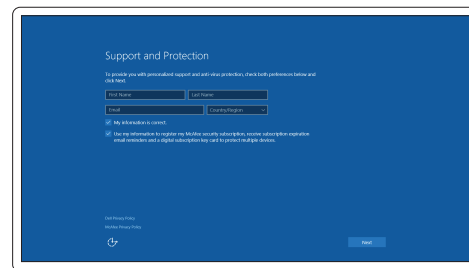 Support and Protection
To provide you with personalized support and anti-virus protection, check both preferences below and
click Next.
First Name
Last Name
Email
Country/Region
My information is correct.
Use my information to register my McAfee security subscription, receive subscription expiration
email reminders and a digital subscription key card to protect multiple devices.
Dell Privacy Policy
McAfee Privacy Policy
Next